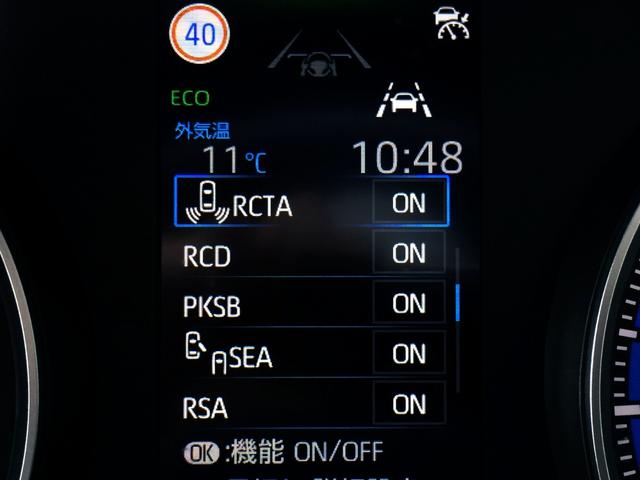 40
ECO
外気温
11℃ 10:48
RCTA ON
RCD ON
PKSB ON
SEA ON
RSA ON
OK:機能 ON/OFF